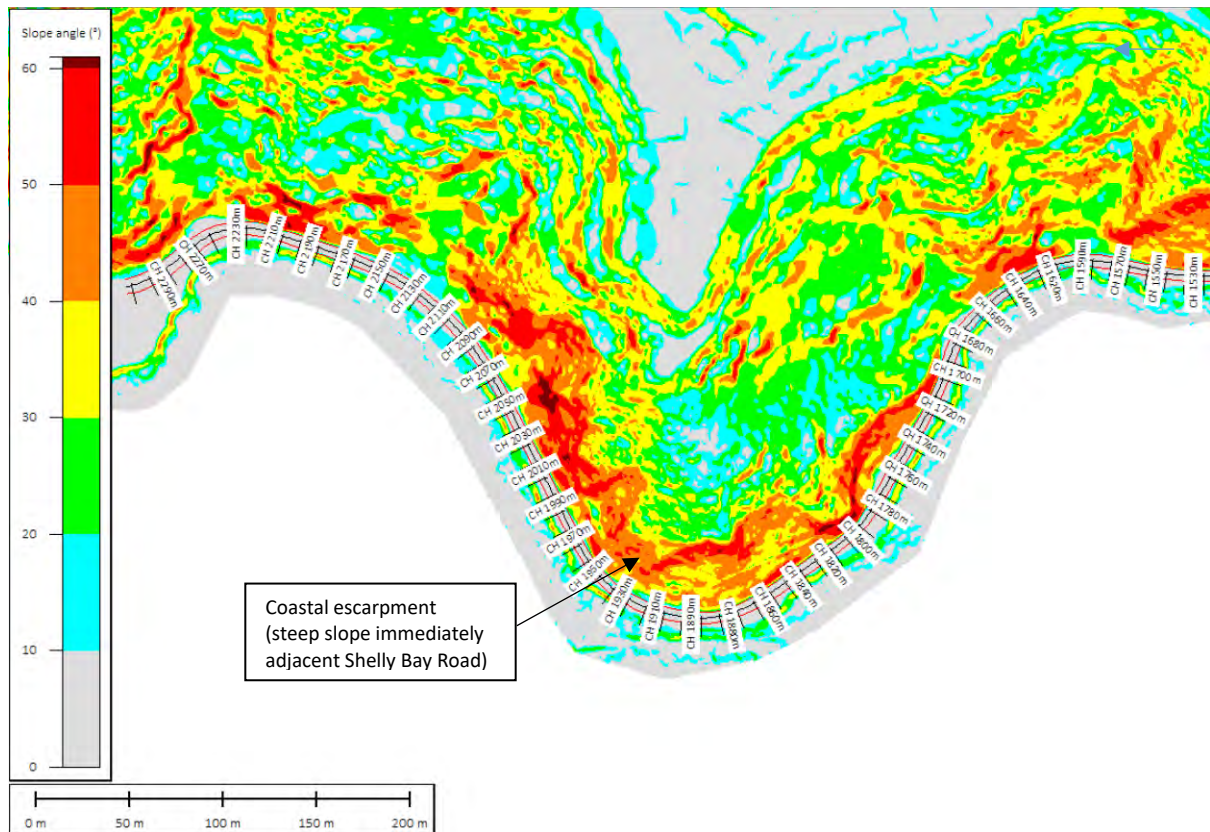 Slope angle (°)
60
50
40
30
20
10
0
CH 2790m
CH 2270m
CH 2230m
CH 2210m
CH 2190m
CH 2170m
CH 2150m
CH 2130m
CH 2110m
CH 2090m
CH 2070m
CH 2050m
CH 2030m
CH 2010m
CH 1990m
CH 1970m
CH 1950m
CH 1930m
CH 1910m
CH 1890m
CH 1880m
CH 1860m
CH 1840m
CH 1820m
CH 1800m
CH 1780m
CH 1760m
CH 1740m
CH 1720m
CH 1700m
CH 1680m
CH 1660m
CH 1640m
CH 1620m
CH 1590m
CH 1570m
CH 1550m
CH 1530m
Coastal escarpment
(steep slope immediately
adjacent Shelly Bay Road)
0 m 50 m 100 m 150 m 200 m